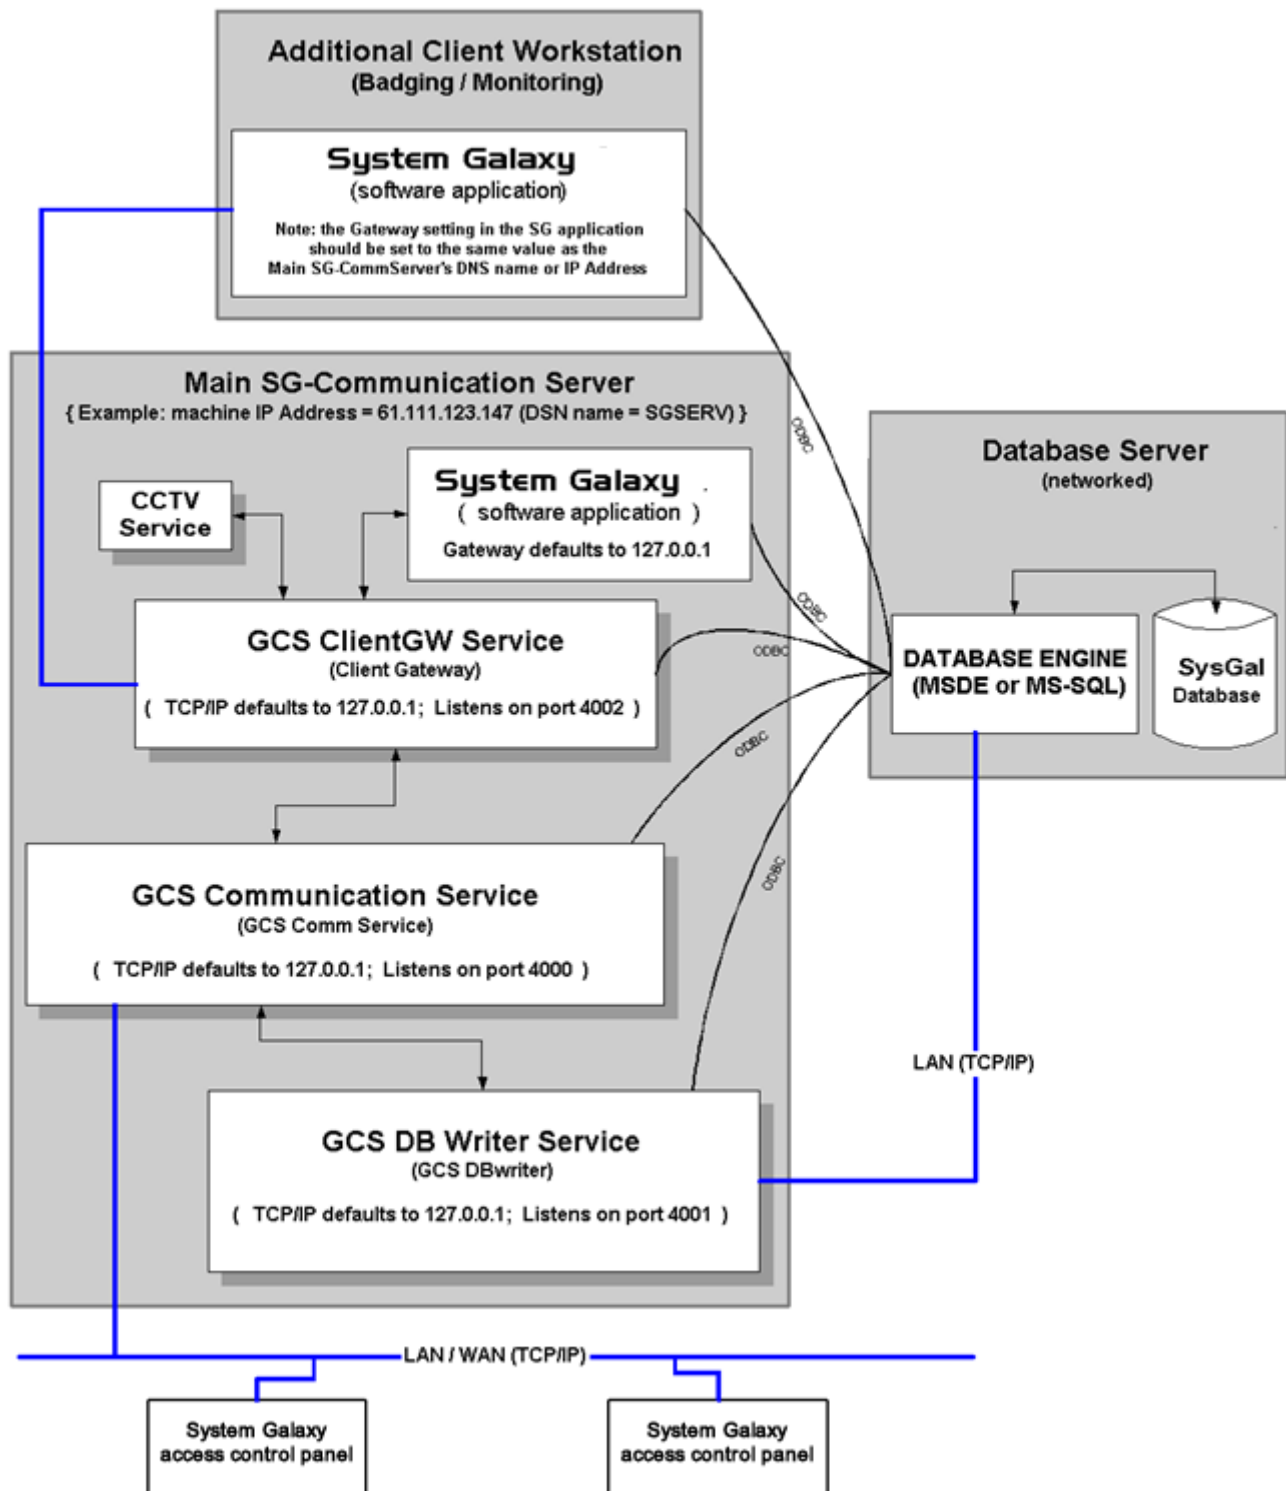 Additional Client Workstation
(Badging / Monitoring)
System Galaxy
(software application)
Note: the Gateway setting in the SG application
should be set to the same value as the
Main SG-CommServer's DNS name or IP Address
Main SG-Communication Server
{ Example: machine IP Address = 61.111.123.147 (DSN name = SGSERV) }
CCTV
Service
System Galaxy
( software application )
Gateway defaults to 127.0.0.1
ODBC
ODBC
Database Server
(networked)
GCS ClientGW Service
(Client Gateway)
( TCP/IP defaults to 127.0.0.1; Listens on port 4002 )
ODBC
DATABASE ENGINE
(MSDE or MS-SQL)
SysGal
Database
ODBC
GCS Communication Service
(GCS Comm Service)
( TCP/IP defaults to 127.0.0.1; Listens on port 4000 )
ODBC
LAN (TCP/IP)
GCS DB Writer Service
(GCS DBwriter)
( TCP/IP defaults to 127.0.0.1; Listens on port 4001 )
LAN / WAN (TCP/IP)
System Galaxy
access control panel
System Galaxy
access control panel